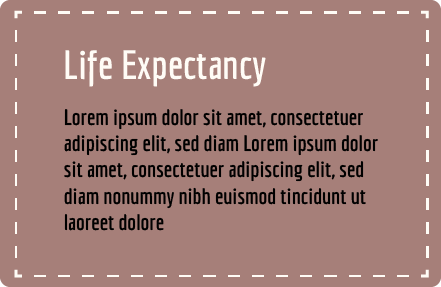 Life Expectancy
Lorem ipsum dolor sit amet, consectetuer
adipiscing elit, sed diam Lorem ipsum dolor
sit amet, consectetuer adipiscing elit, sed
diam nonummy nibh euismod tincidunt ut
laoreet dolore